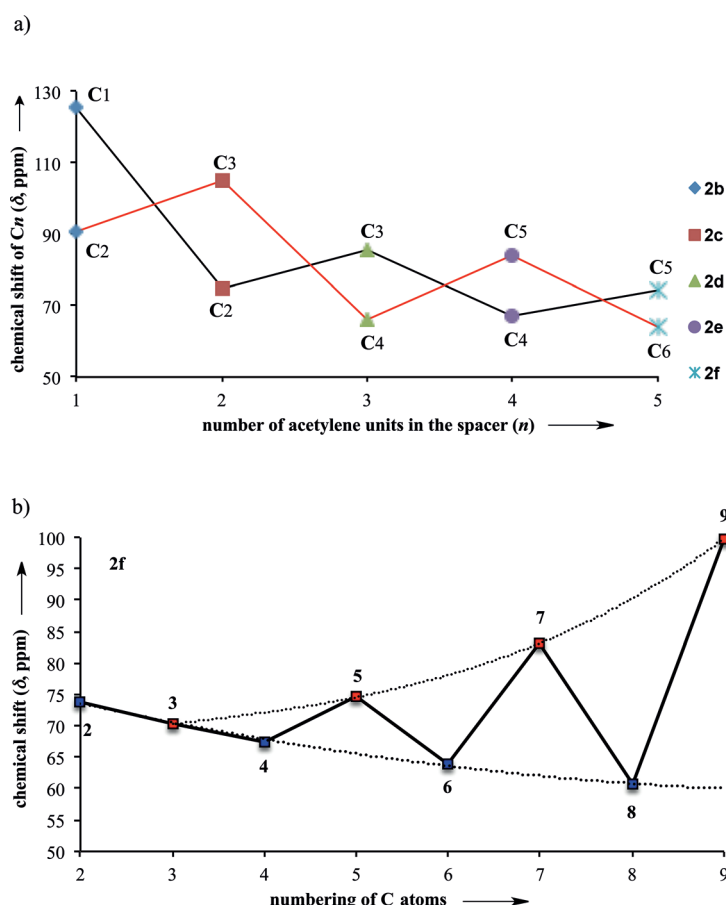 a)
chemical shift of Cn (δ, ppm)
130
110
90
70
50
C1
C2
C3
C2
C3
C4
C5
C4
C5
C6
1
2
3
4
5
number of acetylene units in the spacer (n)
2b
2c
2d
2e
2f
b)
chemical shift (δ, ppm)
100
95
90
85
80
75
70
65
60
55
50
2f
2
3
4
5
6
7
8
9
2
3
4
5
6
7
8
9
numbering of C atoms